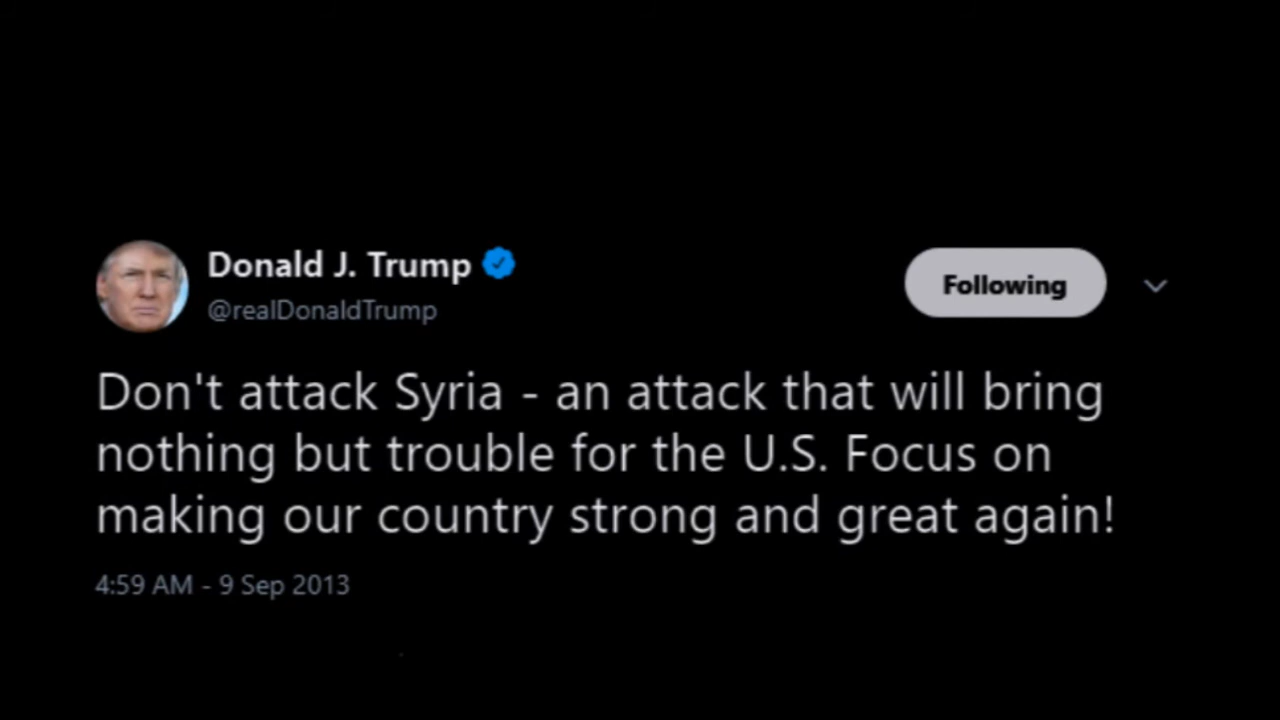 Donald J. Trump
@realDonaldTrump
Following
Don't attack Syria - an attack that will bring
nothing but trouble for the U.S. Focus on
making our country strong and great again!
4:59 AM - 9 Sep 2013